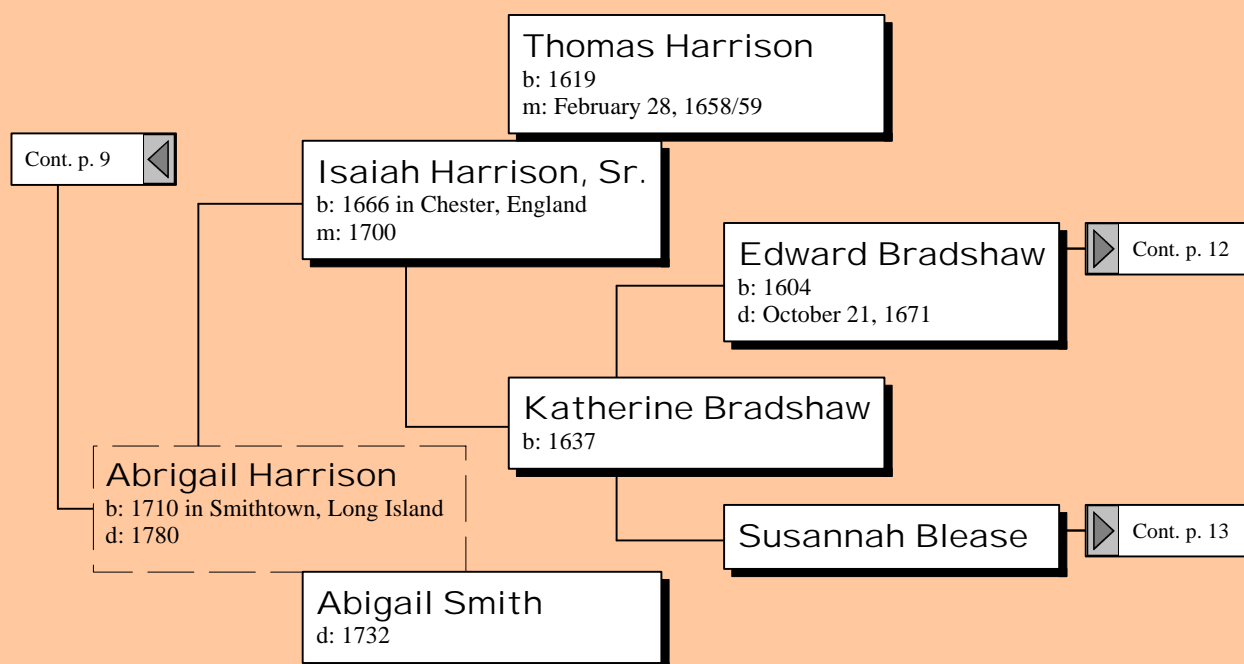 Thomas Harrison
b: 1619
m: February 28, 1658/59
Cont. p. 9
Isaiah Harrison, Sr.
b: 1666 in Chester, England
m: 1700
Edward Bradshaw
b: 1604
d: October 21, 1671
Cont. p. 12
Katherine Bradshaw
b: 1637
Abrigail Harrison
b: 1710 in Smithtown, Long Island
d: 1780
Susannah Blease
Cont. p. 13
Abigail Smith
d: 1732